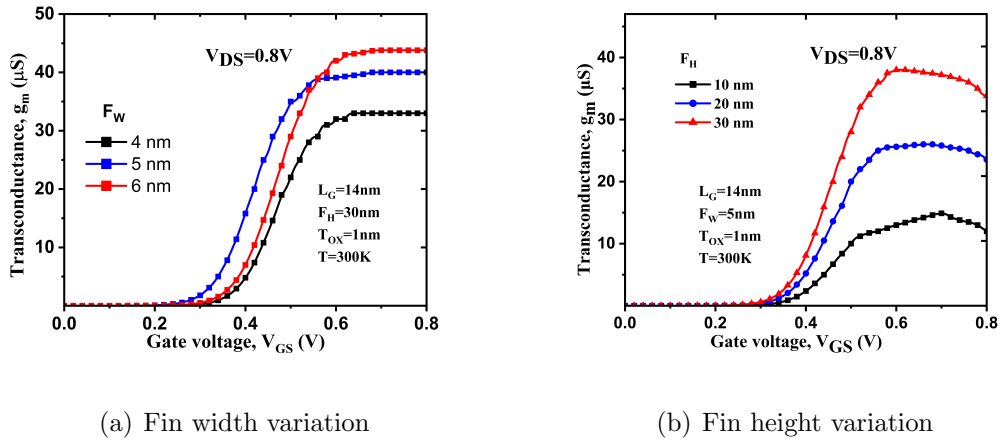 50
40
30
20
10
0.0 0.2 0.4 0.6 0.8
Transconductance, gm (μS)
Gate voltage, VGS (V)
VDS=0.8V
FW
4 nm
5 nm
6 nm
LG=14nm
FH=30nm
TOX=1nm
T=300K
(a) Fin width variation
40
30
20
10
0.0 0.2 0.4 0.6 0.8
Transconductance, gm (μS)
Gate voltage, VGS (V)
VDS=0.8V
FH
10 nm
20 nm
30 nm
LG=14nm
FW=5nm
TOX=1nm
T=300K
(b) Fin height variation